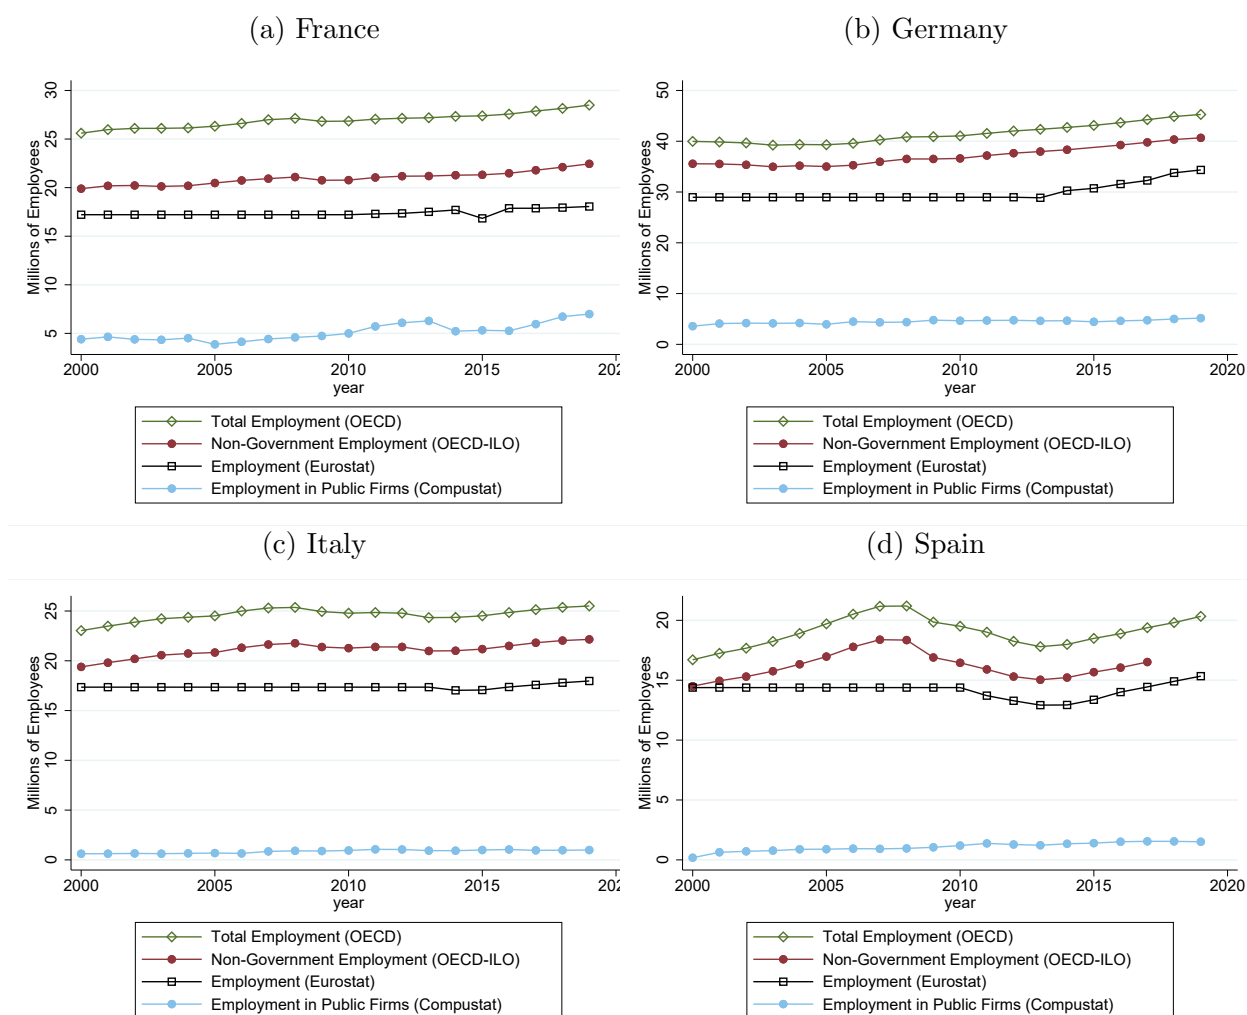 (a) France
Millions of Employees
30
25
20
15
10
5
2000 2005 2010 2015 202
year
Total Employment (OECD)
Non-Government Employment (OECD-ILO)
Employment (Eurostat)
Employment in Public Firms (Compustat)
(b) Germany
Millions of Employees
50
40
30
20
10
0
2000 2005 2010 2015 2020
year
Total Employment (OECD)
Non-Government Employment (OECD-ILO)
Employment (Eurostat)
Employment in Public Firms (Compustat)
(c) Italy
Millions of Employees
25
20
15
10
5
0
2000 2005 2010 2015 202
year
Total Employment (OECD)
Non-Government Employment (OECD-ILO)
Employment (Eurostat)
Employment in Public Firms (Compustat)
(d) Spain
Millions of Employees
20
15
10
5
0
2000 2005 2010 2015 2020
year
Total Employment (OECD)
Non-Government Employment (OECD-ILO)
Employment (Eurostat)
Employment in Public Firms (Compustat)